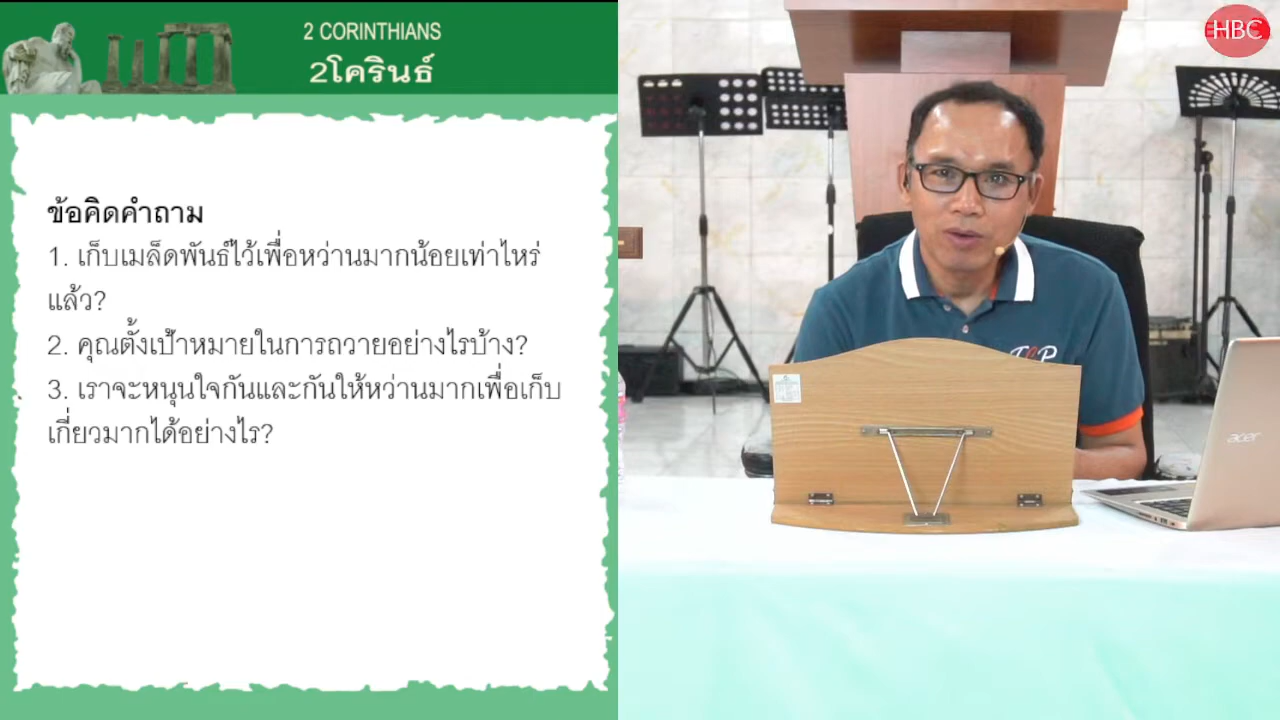 2 CORINTHIANS
2โครินธ์
ข้อคิดคำถาม
1. เก็บเมล็ดพันธ์ไว้เพื่อหว่านมากน้อยเท่าไหร่
แล้ว?
2. คุณตั้งเป้าหมายในการถวายอย่างไรบ้าง?
3. เราจะหนุนใจกันและกันให้หว่านมากเพื่อเก็บ
เกี่ยวมากได้อย่างไร?
HBC
acer